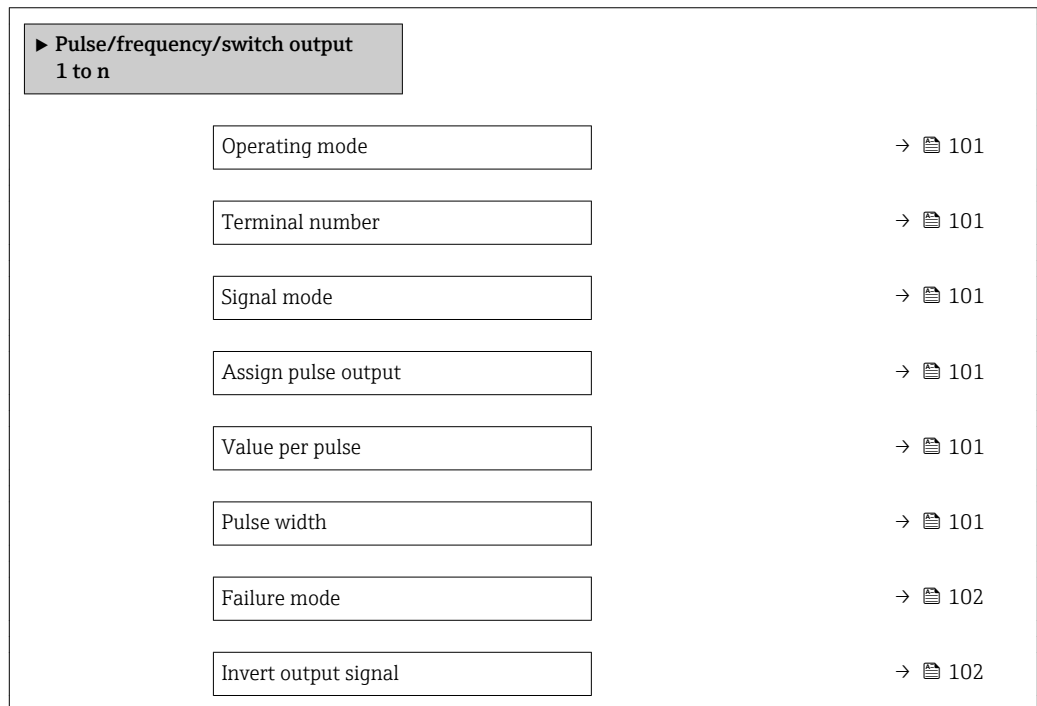 ► Pulse/frequency/switch output
1 to n
Operating mode → 101
Terminal number → 101
Signal mode → 101
Assign pulse output → 101
Value per pulse → 101
Pulse width → 101
Failure mode → 102
Invert output signal → 102